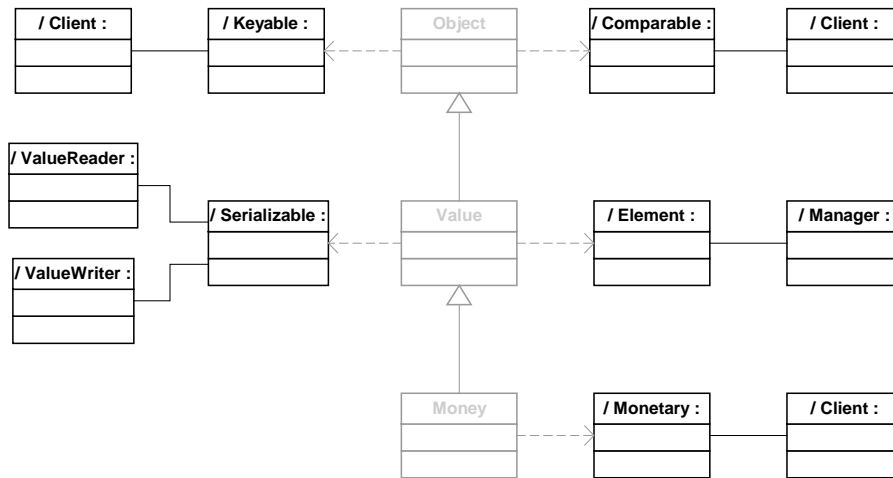 / Client :
/ Keyable :
Object
/ Comparable :
/ Client :
/ ValueReader :
/ Serializable :
Value
/ Element :
/ Manager :
/ ValueWriter :
Money
/ Monetary :
/ Client :